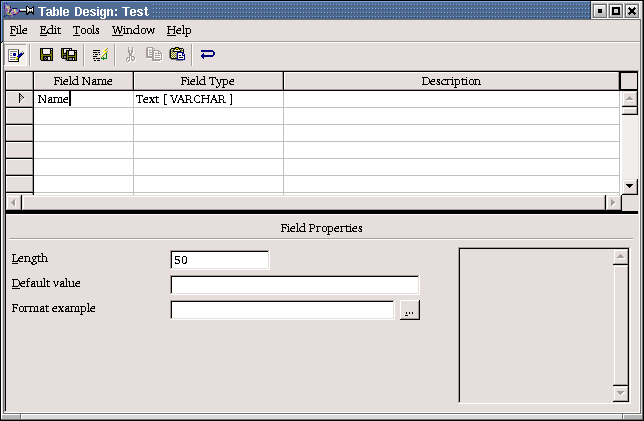 Table Design: Test
File Edit Tools Window Help
Field Name Field Type Description
Name Text [ VARCHAR ]
Field Properties
Length 50
Default value
Format example ...